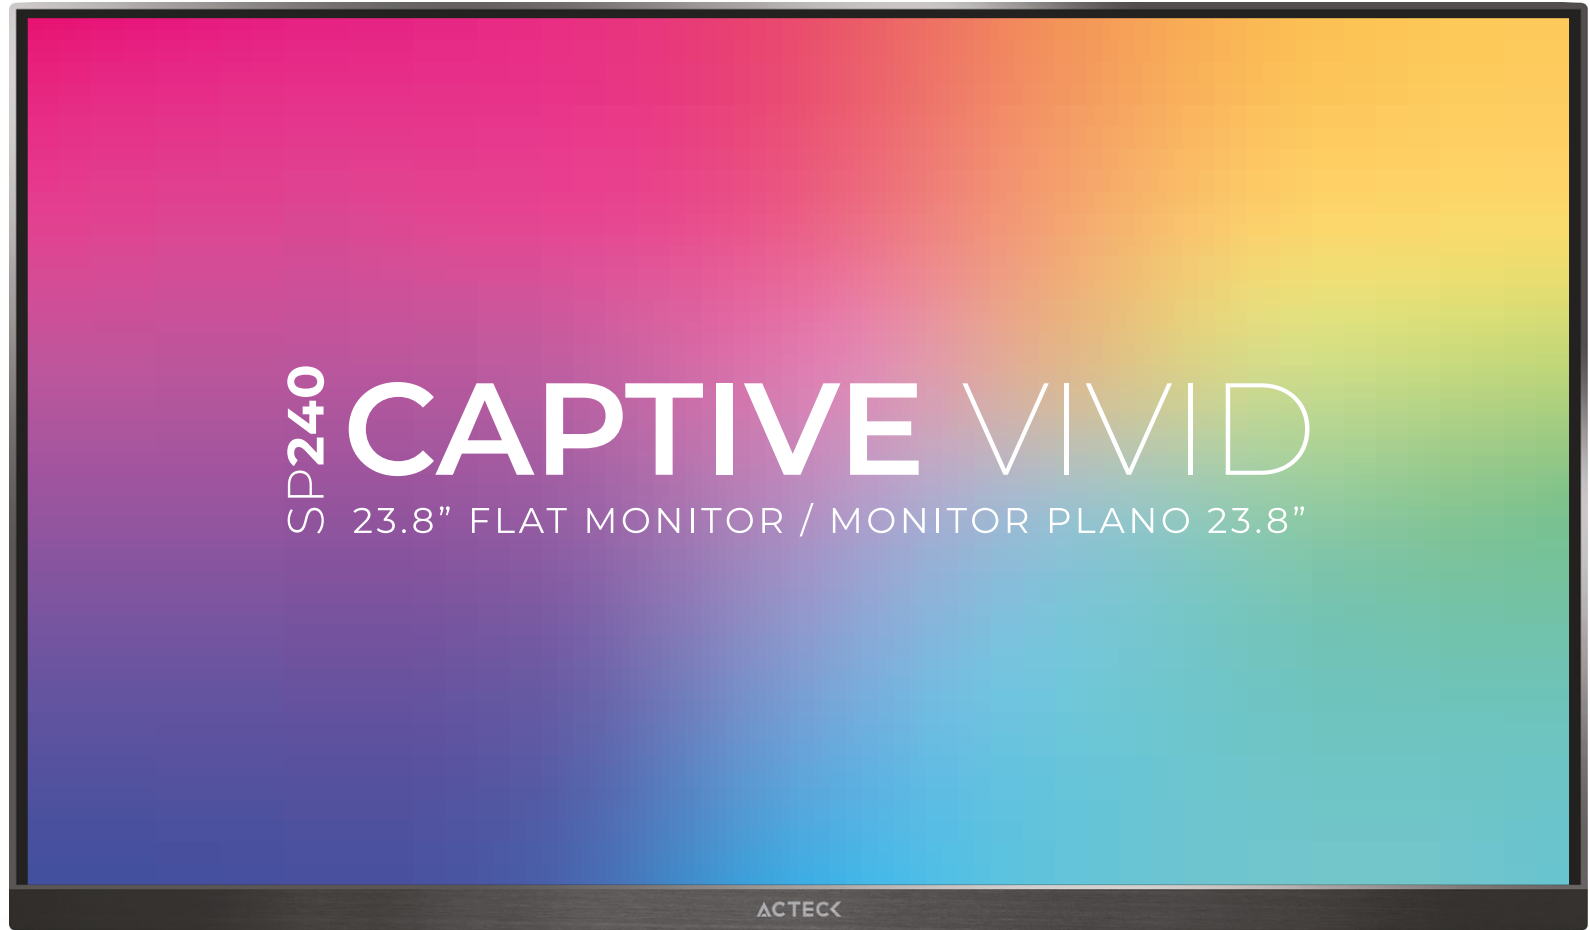 SP240
CAPTIVE VIVID
23.8” FLAT MONITOR / MONITOR PLANO 23.8”
ACTECK